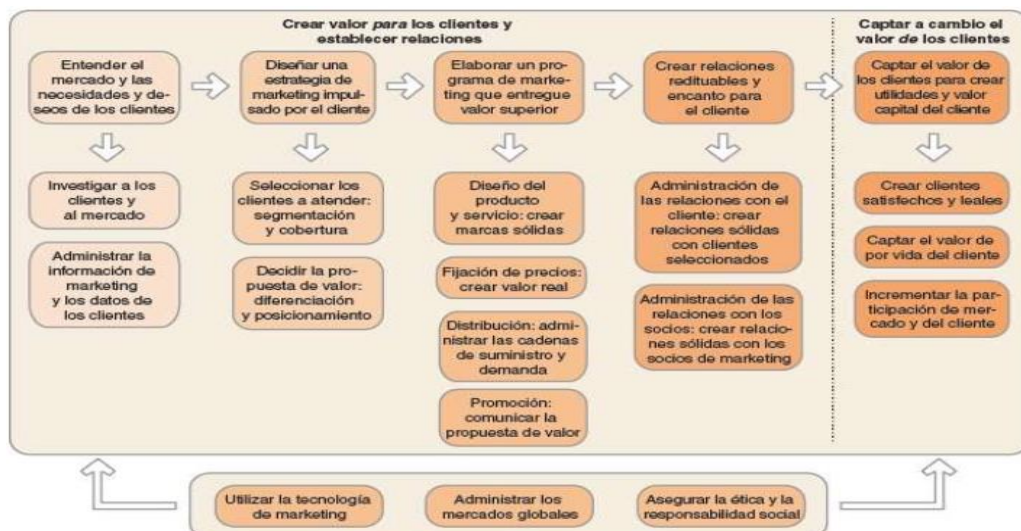 Crear valor para los clientes y
establecer relaciones
Captar a cambio el
valor de los clientes
Entender el
mercado y las
necesidades y de-
seos de los clientes
Diseñar una
estrategia de
marketing impul-
sado por el cliente
Elaborar un pro-
grama de marke-
ting que entregue
valor superior
Crear relaciones
redituables y
encanto para
el cliente
Captar el valor de
los clientes para crear
utilidades y valor
capital del cliente
Investigar a los
clientes y
al mercado
Administrar la
información de
marketing
y los datos de
los clientes
Seleccionar los
clientes a atender:
segmentación
y cobertura
Decidir la pro-
puesta de valor:
diferenciación
y posicionamiento
Diseño del
producto
y servicio: crear
marcas sólidas
Fijación de precios:
crear valor real
Distribución: admi-
nistrar las cadenas
de suministro y
demanda
Promoción:
comunicar la
propuesta de valor
Administración de
las relaciones con el
cliente: crear
relaciones sólidas
con clientes
seleccionados
Administración de las
relaciones con los
socios: crear relacio-
nes sólidas con los
socios de marketing
Crear clientes
satisfechos y leales
Captar el valor de
por vida del cliente
Incrementar la par-
ticipación de mer-
cado y del cliente
Utilizar la tecnología
de marketing
Administrar los
mercados globales
Asegurar la ética y la
responsabilidad social